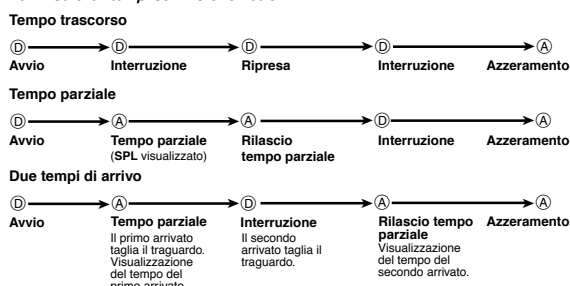 Tempo trascorso
Ⓓ Ⓓ Ⓓ Ⓓ Ⓐ
Avvio Interruzione Ripresa Interruzione Azzeramento
Tempo parziale
Ⓓ Ⓐ Ⓐ Ⓓ Ⓐ
Avvio Tempo parziale Rilascio Interruzione Azzeramento
(SPL visualizzato) tempo parziale
Due tempi di arrivo
Ⓓ Ⓐ Ⓓ Ⓐ Ⓐ
Avvio Tempo parziale Interruzione Rilascio tempo Azzeramento
parziale
Il primo arrivato Il secondo
taglia il traguardo. arrivato taglia il Visualizzazione
Visualizzazione traguardo. del tempo del
del tempo del secondo arrivato.
primo arrivato